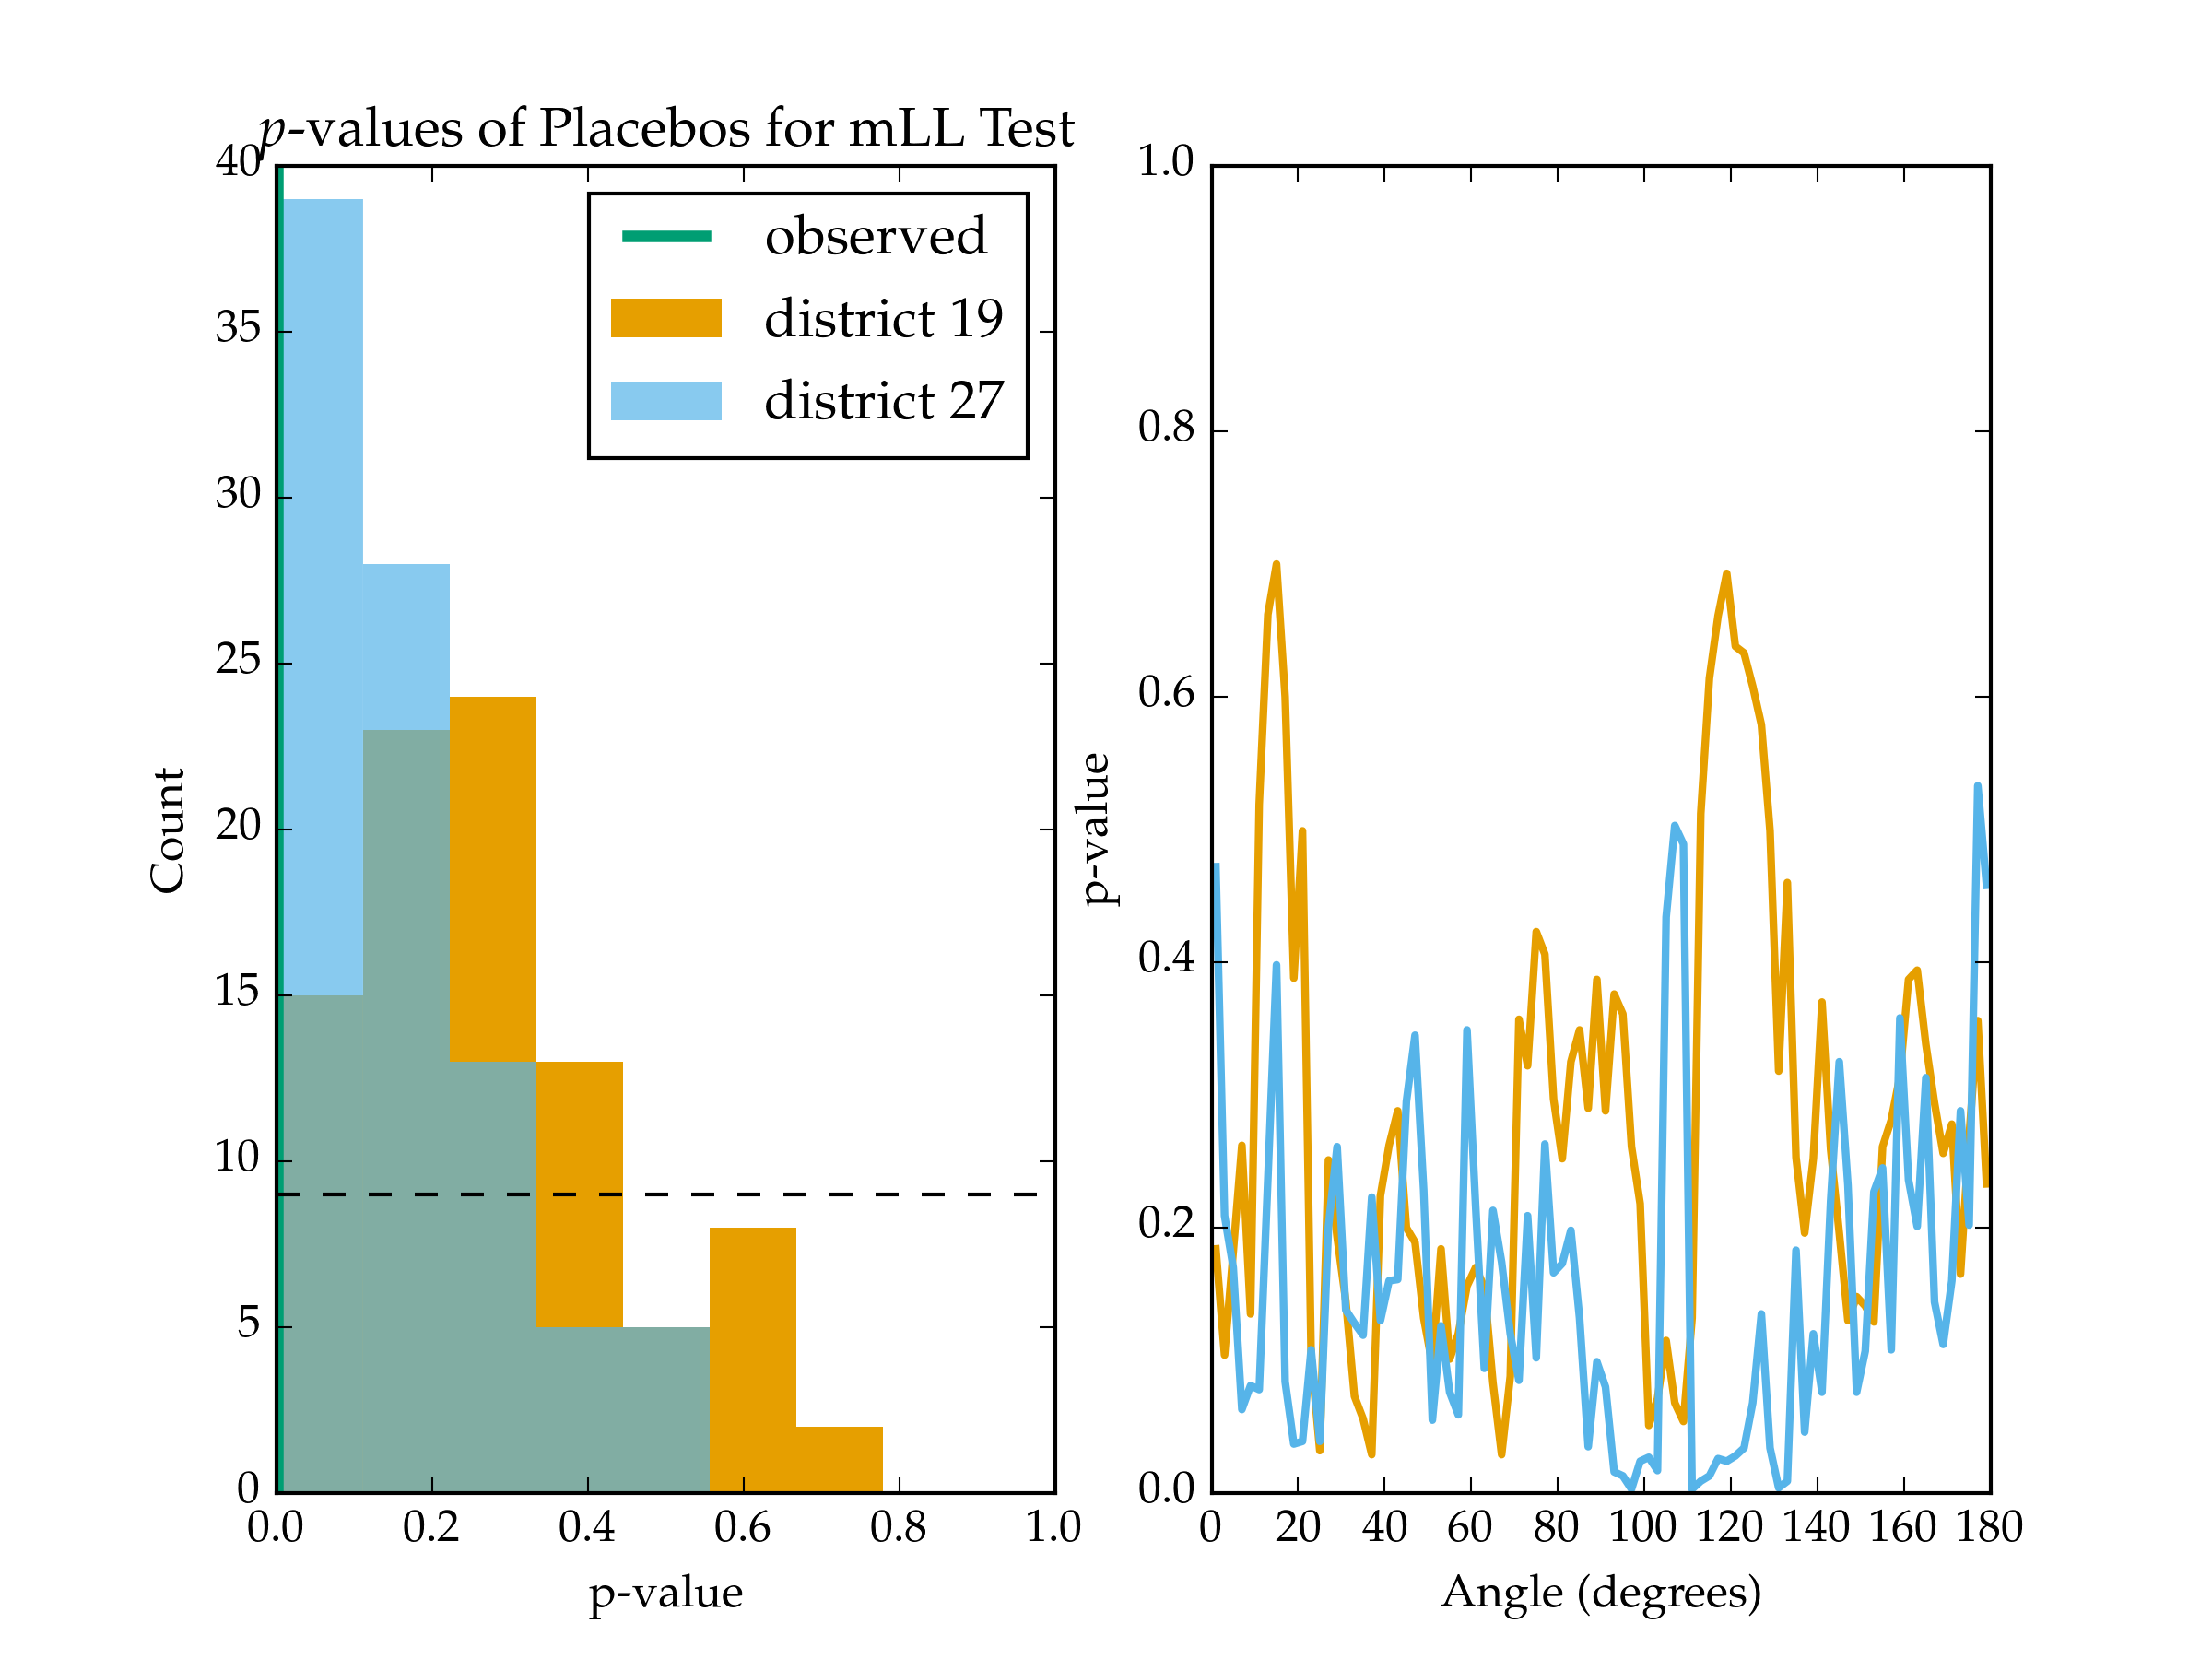 p-values of Placebos for mLL Test
observed
district 19
district 27
40
35
30
25
20
15
10
5
0
Count
0.0 0.2 0.4 0.6 0.8 1.0
p-value
1.0
0.8
0.6
0.4
0.2
0.0
p-value
0 20 40 60 80 100 120 140 160 180
Angle (degrees)